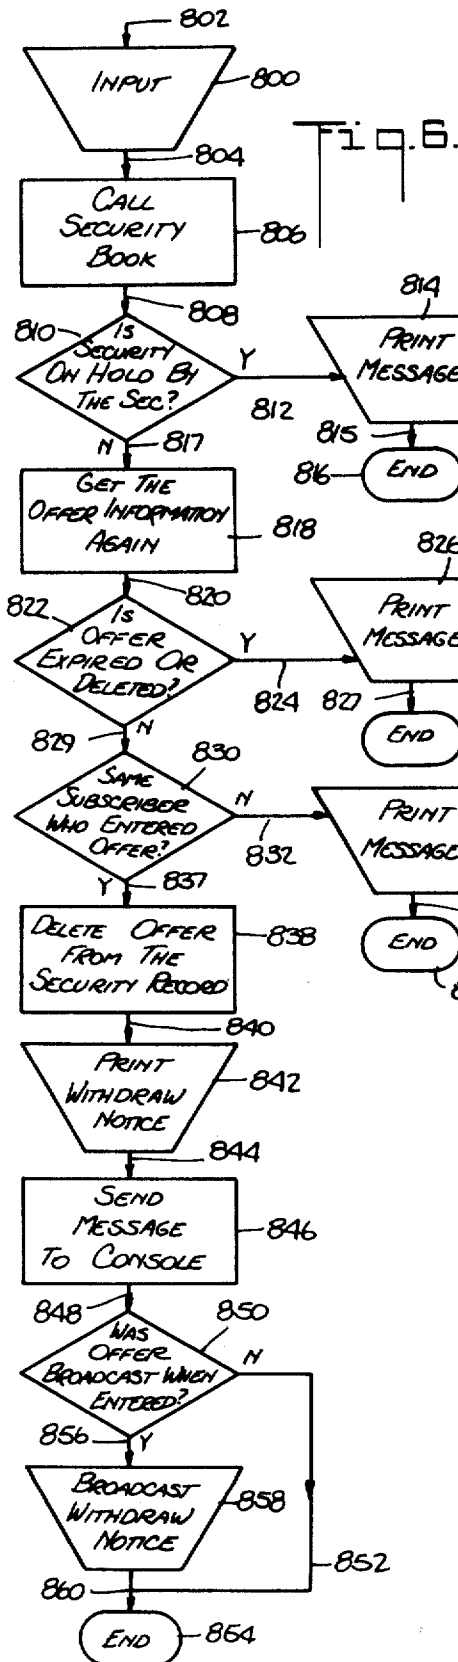 802
INPUT
800
Fig.6.
804
CALL
SECURITY
BOOK
806
808
814
810
IS
SECURITY
ON HOLD BY
THE SEC?
Y
812
PRINT
MESSAGE
815
816
END
N
817
GET THE
OFFER INFORMATION
AGAIN
818
820
826
822
IS
OFFER
EXPIRED OR
DELETED?
Y
824
PRINT
MESSAGE
827
END
829
N
830
SAME
SUBSCRIBER
WHO ENTERED
OFFER?
N
832
PRINT
MESSAGE
END
8
Y
837
DELETE OFFER
FROM THE
SECURITY RECORD
838
840
PRINT
WITHDRAW
NOTICE
842
844
SEND
MESSAGE
TO CONSOLE
846
848
850
WAS
OFFER
BROADCAST WHEN
ENTERED?
N
856
Y
BROADCAST
WITHDRAW
NOTICE
858
852
860
END
864